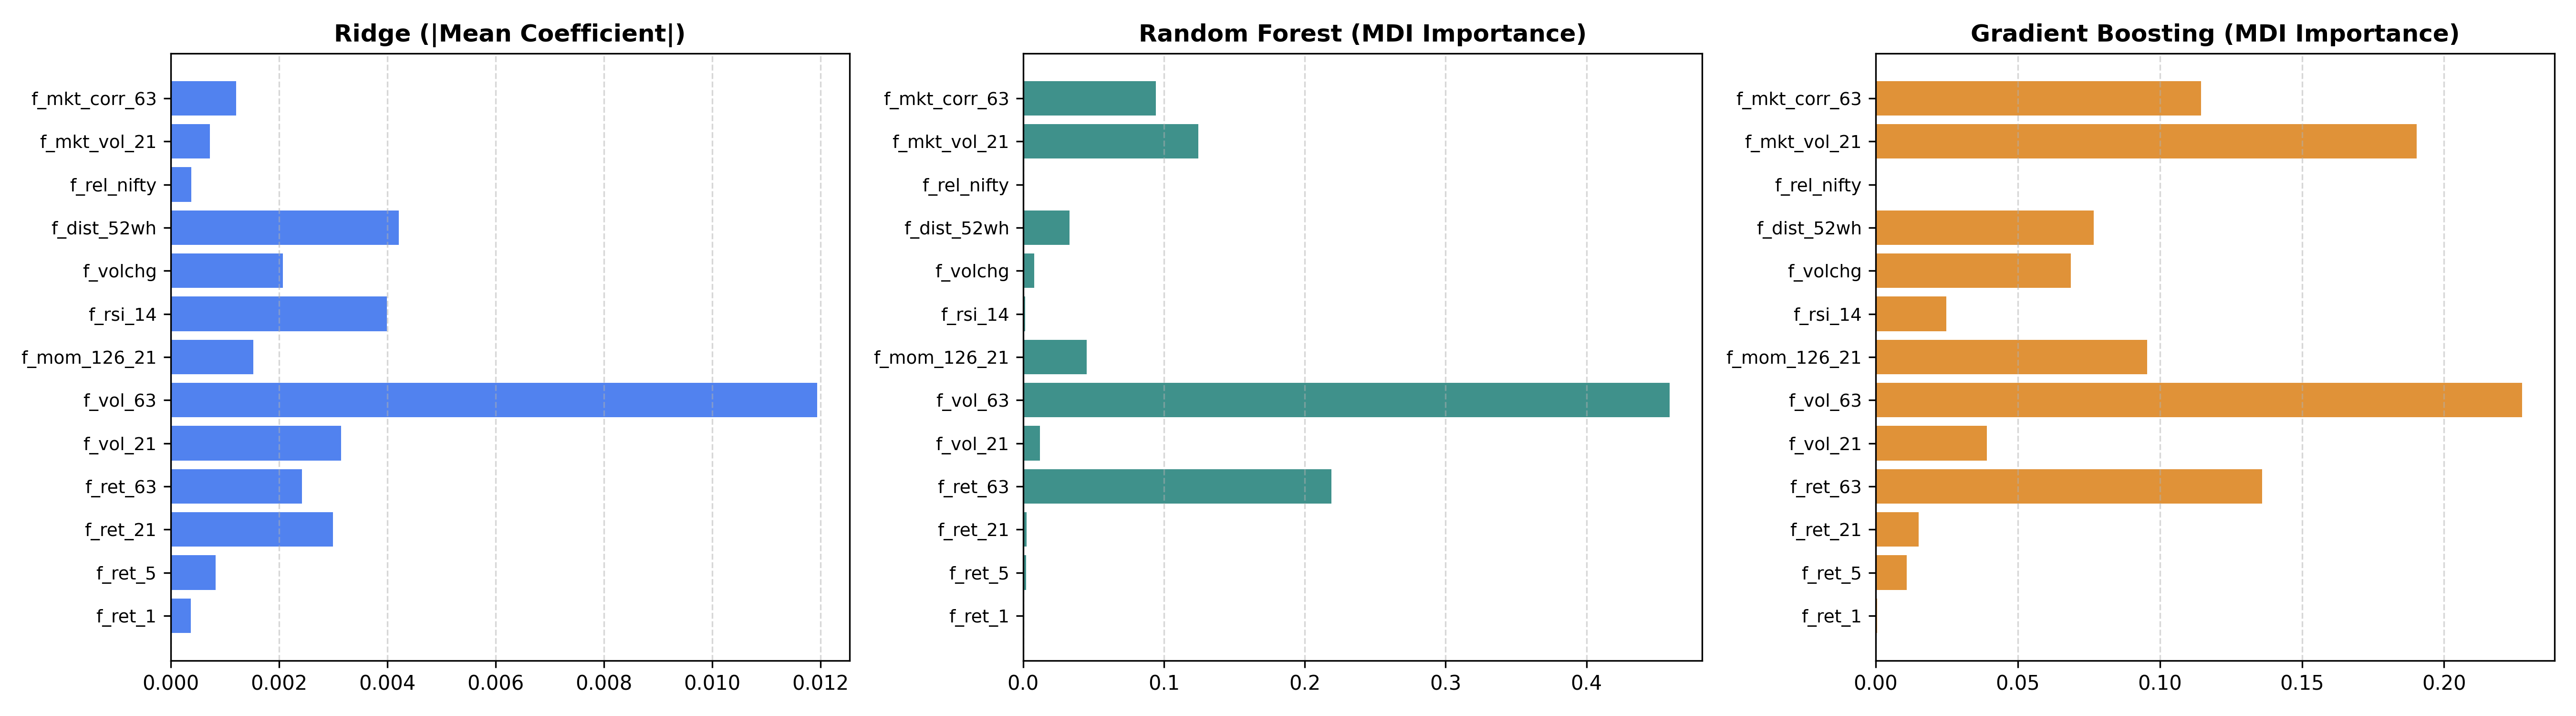 Ridge (|Mean Coefficient|)
f_mkt_corr_63
f_mkt_vol_21
f_rel_nifty
f_dist_52wh
f_volchg
f_rsi_14
f_mom_126_21
f_vol_63
f_vol_21
f_ret_63
f_ret_21
f_ret_5
f_ret_1
0.000 0.002 0.004 0.006 0.008 0.010 0.012
Random Forest (MDI Importance)
f_mkt_corr_63
f_mkt_vol_21
f_rel_nifty
f_dist_52wh
f_volchg
f_rsi_14
f_mom_126_21
f_vol_63
f_vol_21
f_ret_63
f_ret_21
f_ret_5
f_ret_1
0.0 0.1 0.2 0.3 0.4
Gradient Boosting (MDI Importance)
f_mkt_corr_63
f_mkt_vol_21
f_rel_nifty
f_dist_52wh
f_volchg
f_rsi_14
f_mom_126_21
f_vol_63
f_vol_21
f_ret_63
f_ret_21
f_ret_5
f_ret_1
0.00 0.05 0.10 0.15 0.20